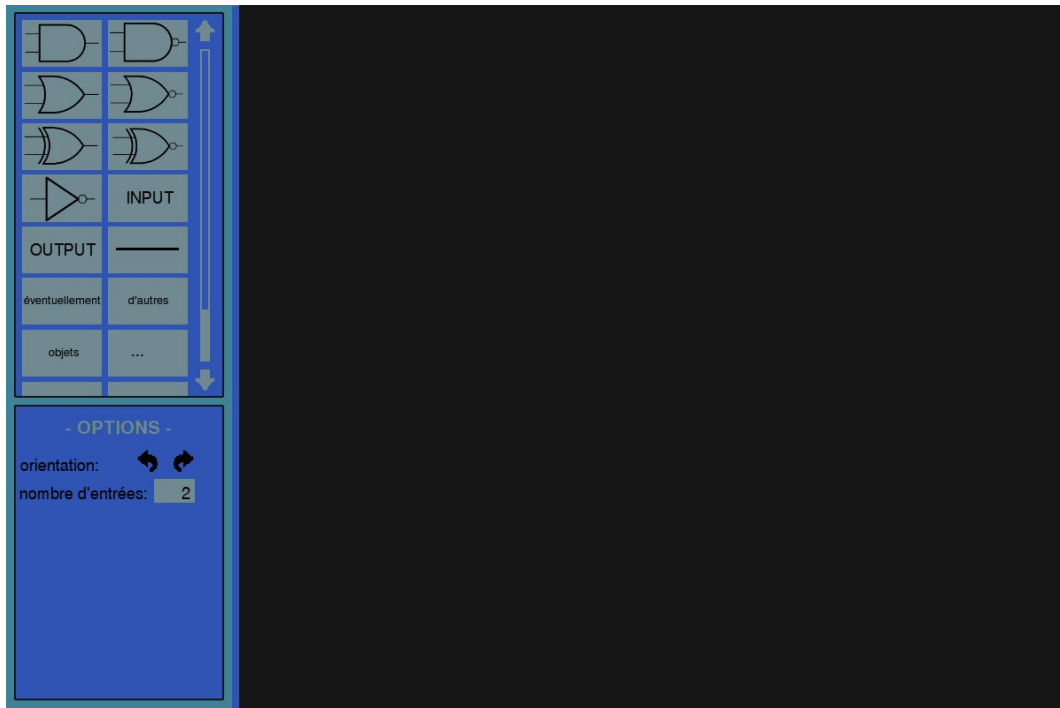 INPUT
OUTPUT
éventuellement d'autres
objets ...
- OPTIONS -
orientation:
nombre d'entrées: 2